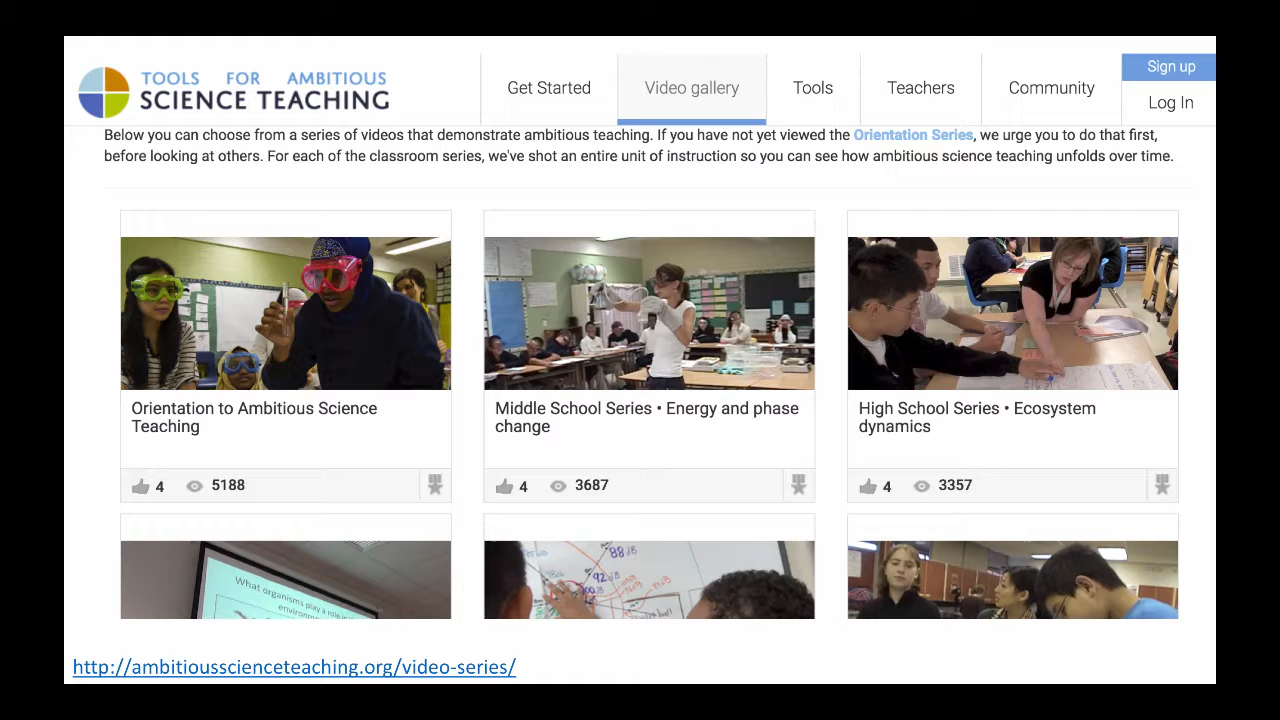 TOOLS FOR AMBITIOUS
SCIENCE TEACHING
Get Started
Video gallery
Tools
Teachers
Community
Sign up
Log In
Below you can choose from a series of videos that demonstrate ambitious teaching. If you have not yet viewed the Orientation Series, we urge you to do that first,
before looking at others. For each of the classroom series, we've shot an entire unit of instruction so you can see how ambitious science teaching unfolds over time.
Orientation to Ambitious Science
Teaching
4 5188
Middle School Series • Energy and phase
change
4 3687
High School Series • Ecosystem
dynamics
4 3357
What organisms play a role in
environm
88dB
92dB
http://ambitiousscienceteaching.org/video-series/